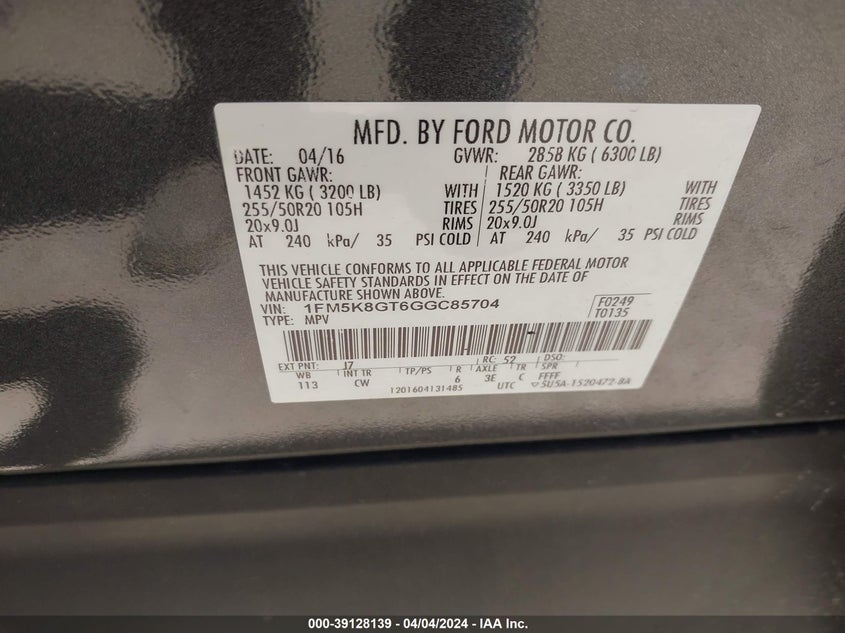 MFD. BY FORD MOTOR CO.
DATE: 04/16 GVWR: 2858 KG ( 6300 LB)
FRONT GAWR: REAR GAWR:
1452 KG ( 3200 LB) WITH 1520 KG ( 3350 LB) WITH
255/50R20 105H TIRES 255/50R20 105H TIRES
20x9.0J RIMS 20x9.0J RIMS
AT 240 kPa/ 35 PSI COLD AT 240 kPa/ 35 PSI COLD
THIS VEHICLE CONFORMS TO ALL APPLICABLE FEDERAL MOTOR
VEHICLE SAFETY STANDARDS IN EFFECT ON THE DATE OF
MANUFACTURE SHOWN ABOVE.
VIN: 1FM5K8GT6GGC85704 F0249
TYPE: MPV T0135
EXT PNT: J7 RC: 52 DSO:
WB INT TR TP/PS R AXLE TR SPR
113 CW 6 3E C FFFF
1201604131485 UTC ▽5U5A-1520472-BA
000-39128139 - 04/04/2024 - IAA Inc.